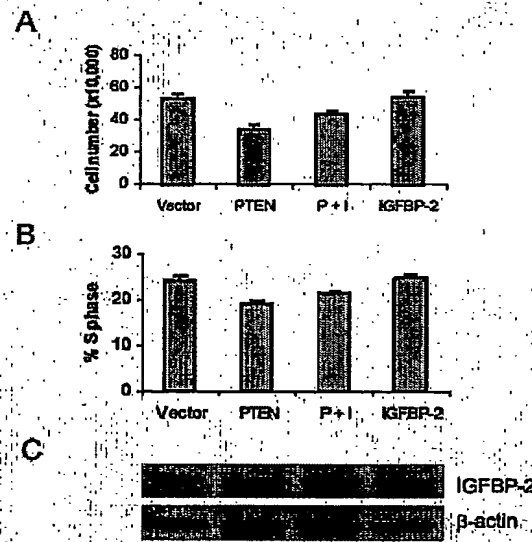 A
Cell number (x10,000)
80
60
40
20
0
Vector PTEN P + I IGFBP-2
B
% S phase
30
20
10
0
Vector PTEN P + I IGFBP-2
C
IGFBP-2
β-actin